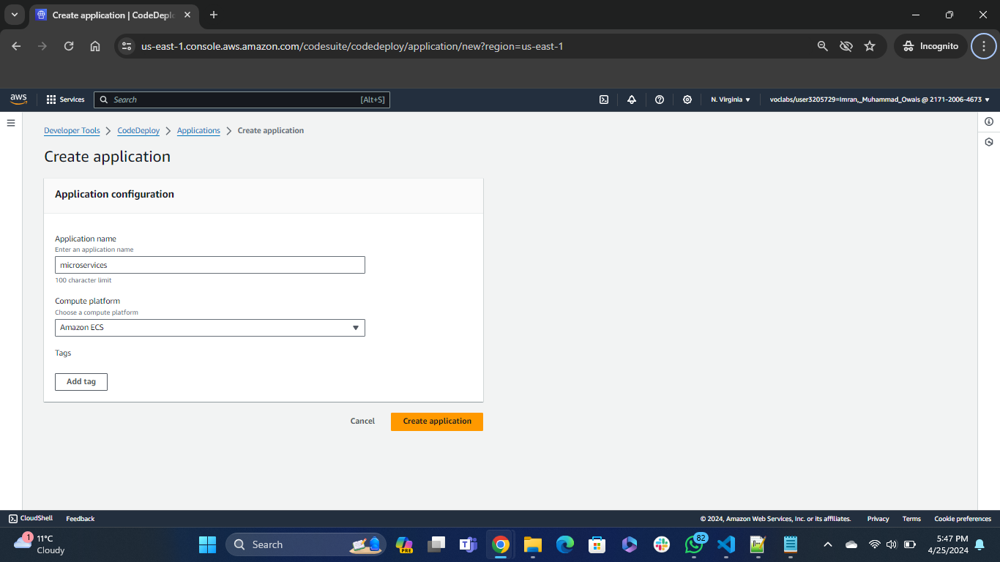 Create application | CodeDeplo
us-east-1.console.aws.amazon.com/codesuite/codedeploy/application/new?region=us-east-1
Incognito
aws
Services
Search
[Alt+S]
N. Virginia
voclabs/user3205729=Imran,_Muhammad_Owais @ 2171-2006-4673
Developer Tools
CodeDeploy
Applications
Create application
Create application
Application configuration
Application name
Enter an application name
microservices
100 character limit
Compute platform
Choose a compute platform
Amazon ECS
Tags
Add tag
Cancel
Create application
CloudShell
Feedback
© 2024, Amazon Web Services, Inc. or its affiliates.
Privacy
Terms
Cookie preferences
1
11°C
Cloudy
Search
PRE
82
5:47 PM
4/25/2024